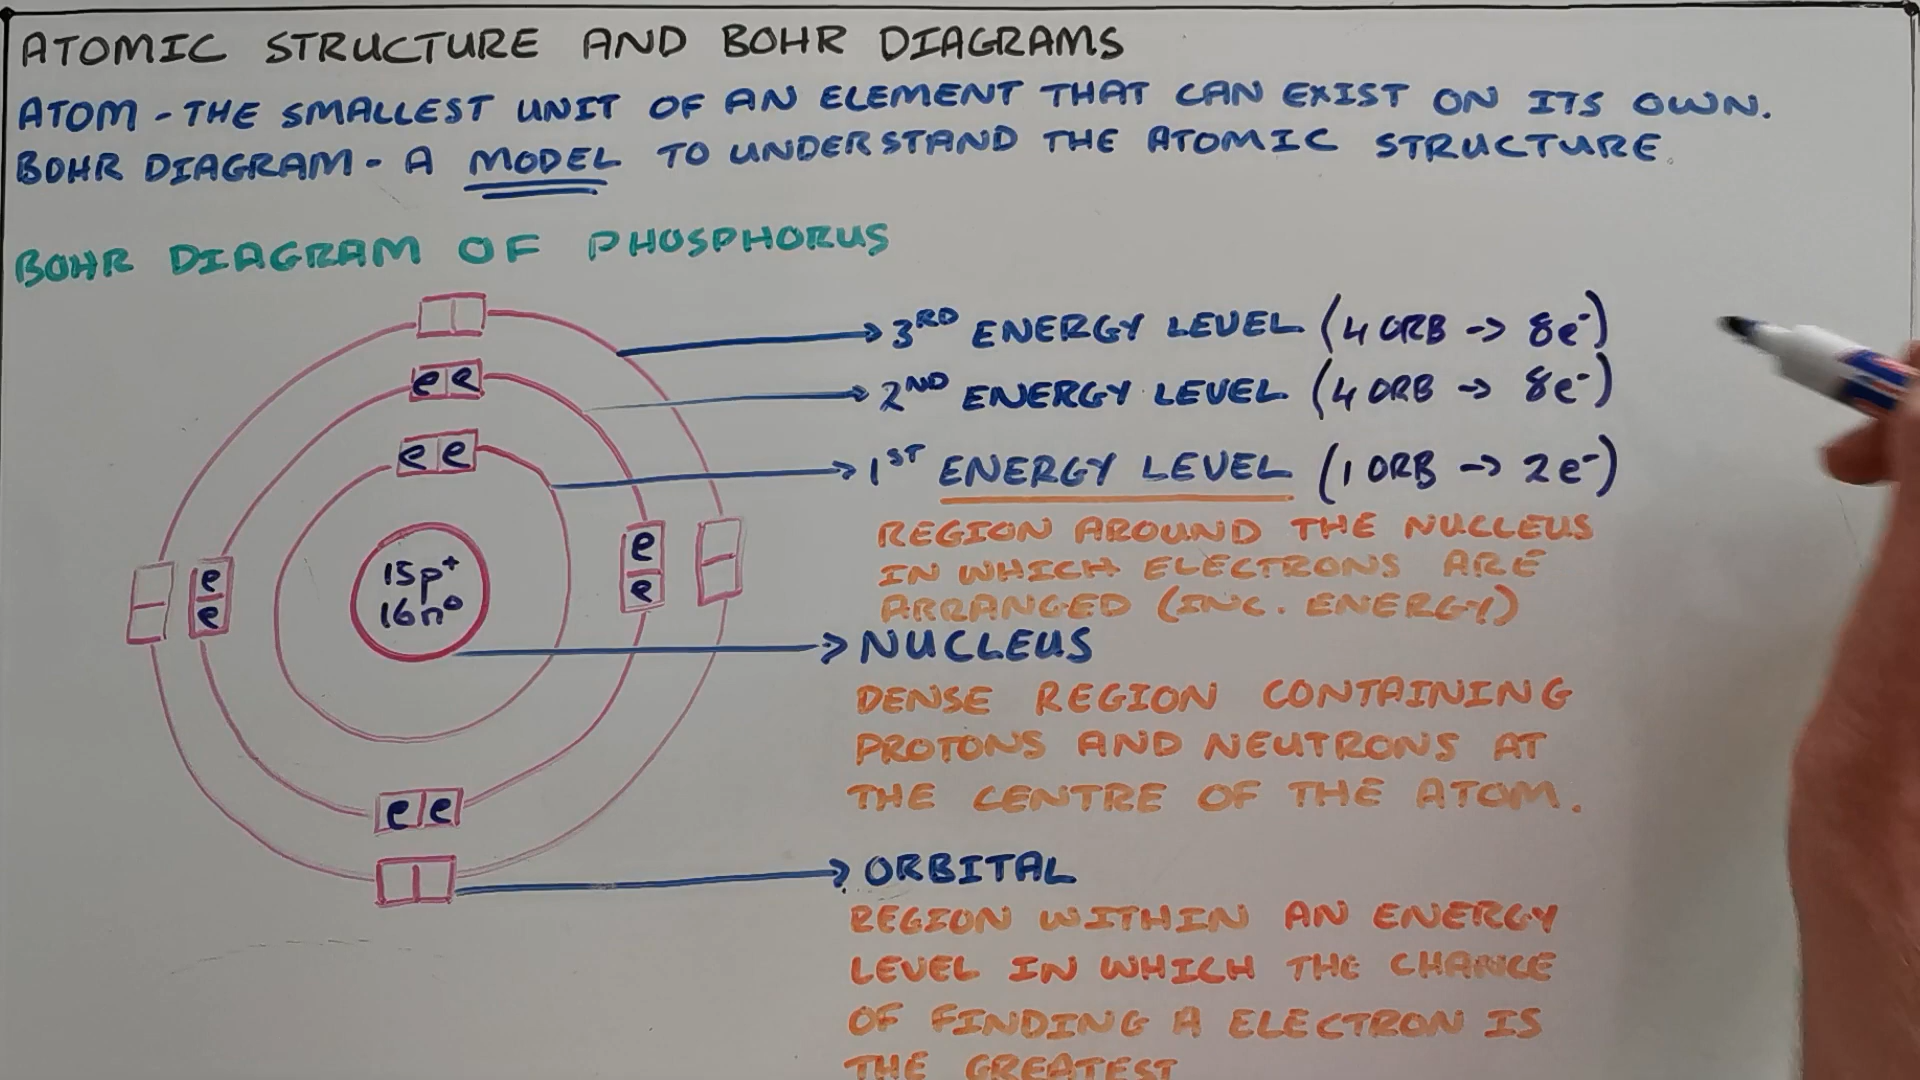 ATOMIC STRUCTURE AND BOHR DIAGRAMS
ATOM - THE SMALLEST UNIT OF AN ELEMENT THAT CAN EXIST ON ITS OWN.
BOHR DIAGRAM - A MODEL TO UNDERSTAND THE ATOMIC STRUCTURE.
BOHR DIAGRAM OF PHOSPHORUS
3RD ENERGY LEVEL (4 ORB -> 8e-)
e e
2ND ENERGY LEVEL (4 ORB -> 8e-)
e e
1ST ENERGY LEVEL (1 ORB -> 2e-)
REGION AROUND THE NUCLEUS
IN WHICH ELECTRONS ARE
ARRANGED (INC. ENERGY)
e
e
e
e
15p+
16n0
NUCLEUS
DENSE REGION CONTAINING
PROTONS AND NEUTRONS AT
THE CENTRE OF THE ATOM.
e e
ORBITAL
REGION WITHIN AN ENERGY
LEVEL IN WHICH THE CHANCE
OF FINDING A ELECTRON IS
THE GREATEST